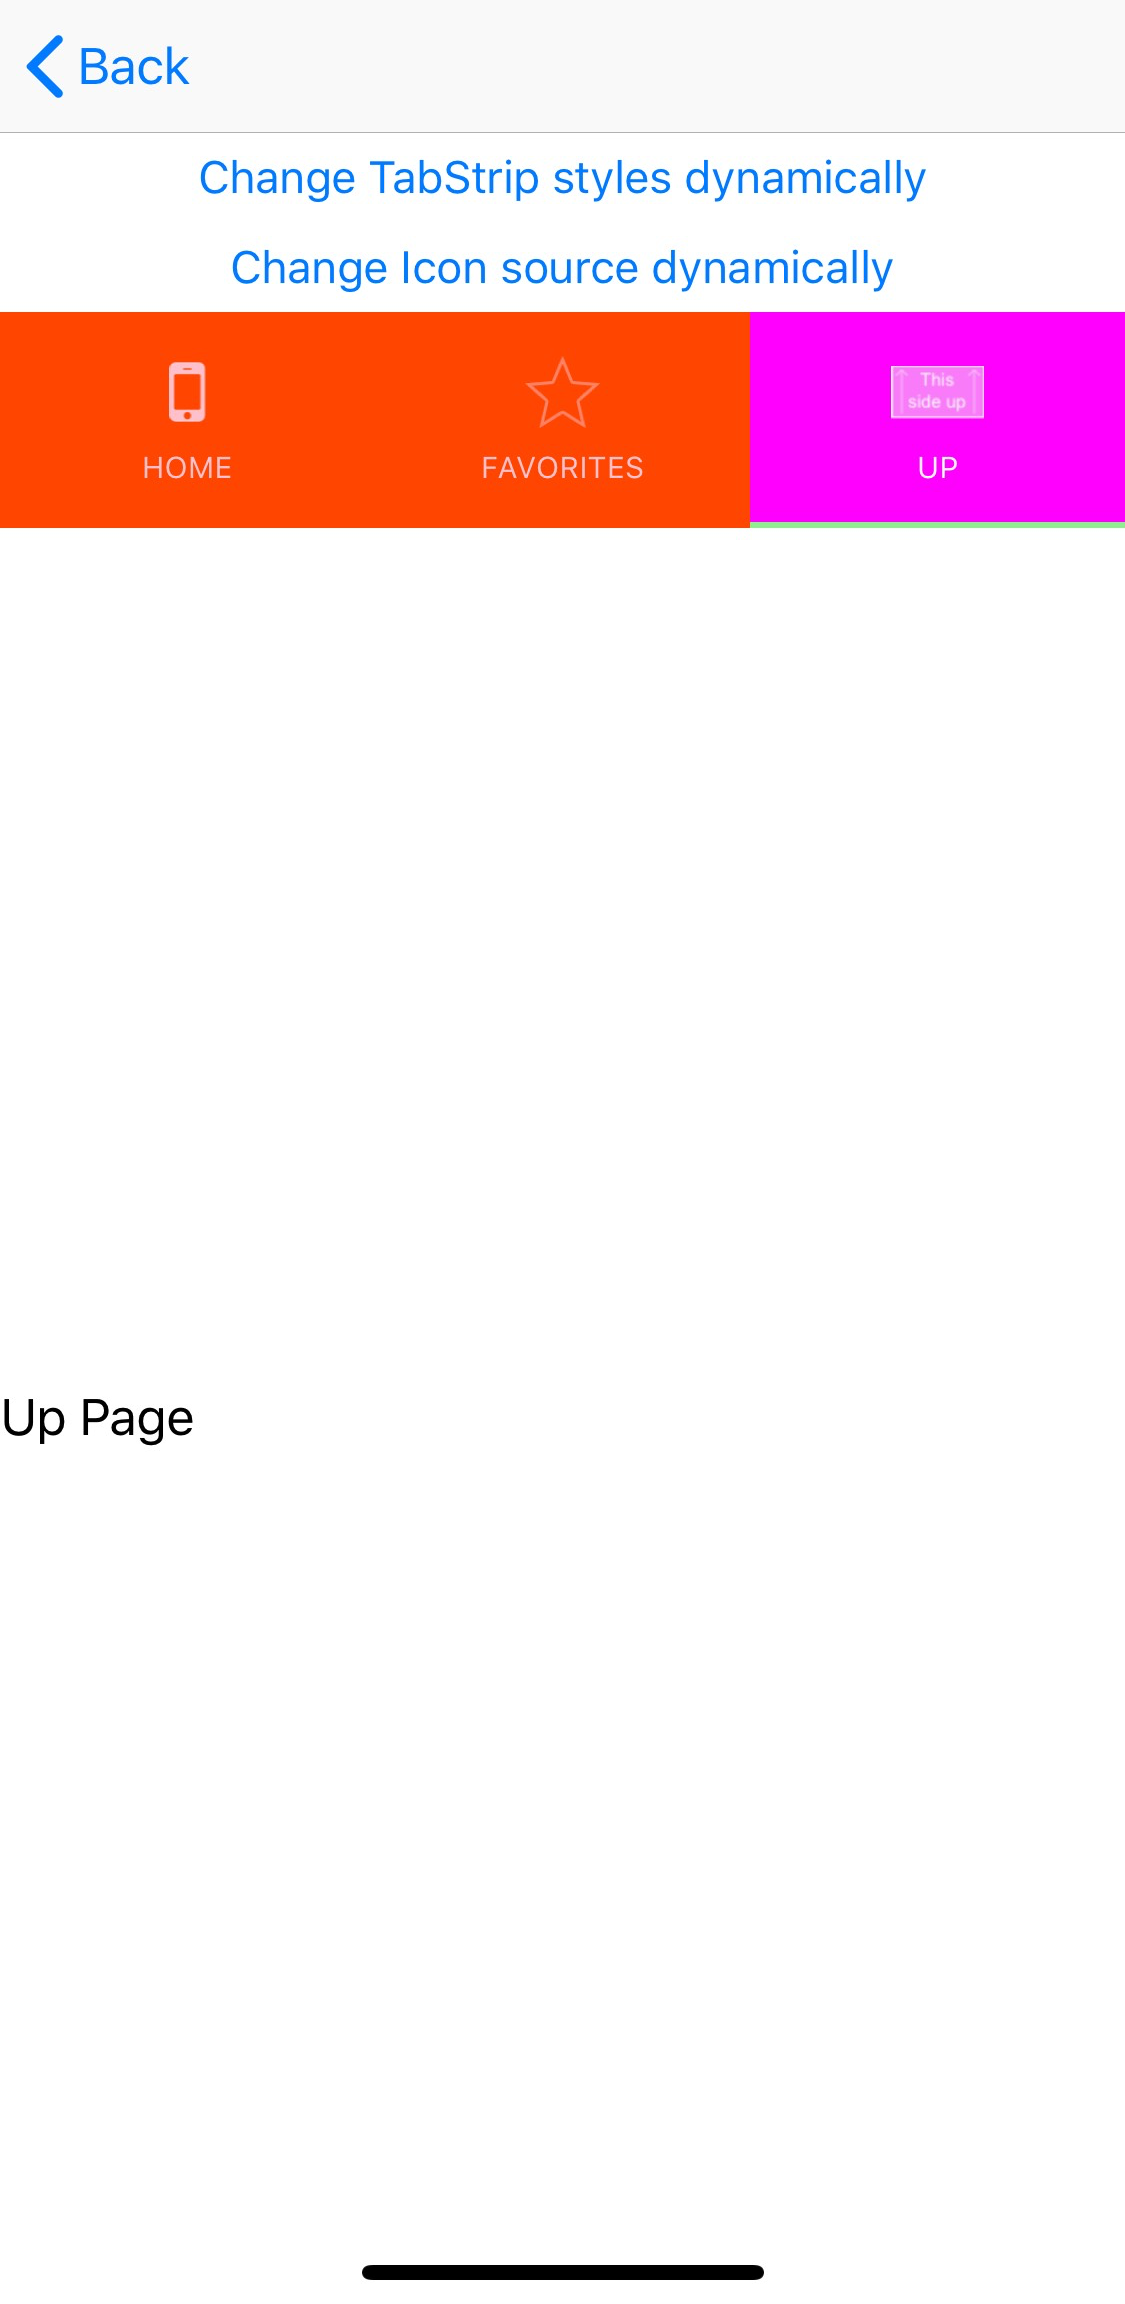 Back
Change TabStrip styles dynamically
Change Icon source dynamically
This
side up
HOME
FAVORITES
UP
Up Page